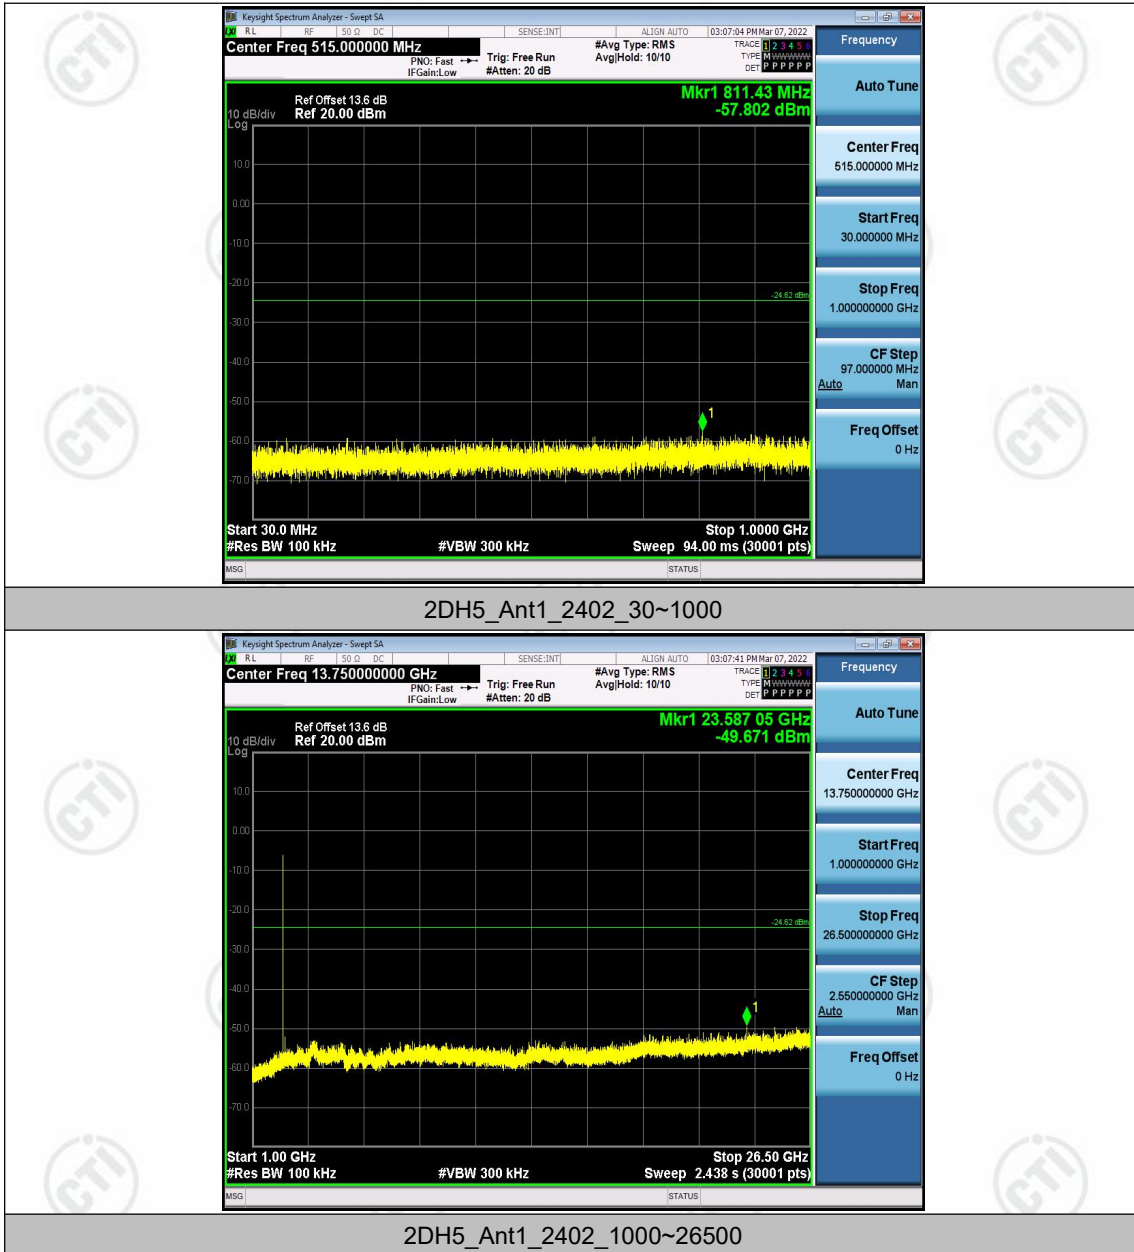 Keysight Spectrum Analyzer - Swept SA
LXI RL RF 50 Ω DC SENSE:INT ALIGN AUTO 03:07:04 PM Mar 07, 2022
Center Freq 515.000000 MHz
PNO: Fast
IFGain:Low
Trig: Free Run
#Atten: 20 dB
#Avg Type: RMS
Avg|Hold: 10/10
TRACE 1 2 3 4 5 6
TYPE M W W W W W
DET P P P P P P
Frequency
Auto Tune
Mkr1 811.43 MHz
-57.802 dBm
Ref Offset 13.6 dB
10 dB/div Ref 20.00 dBm
Log
10.0
0.00
-10.0
-20.0
-24.62 dBm
-30.0
-40.0
-50.0
1
-60.0
-70.0
Center Freq
515.000000 MHz
Start Freq
30.000000 MHz
Stop Freq
1.000000000 GHz
CF Step
97.000000 MHz
Auto Man
Freq Offset
0 Hz
Start 30.0 MHz Stop 1.0000 GHz
#Res BW 100 kHz #VBW 300 kHz Sweep 94.00 ms (30001 pts)
MSG STATUS
2DH5_Ant1_2402_30~1000
Keysight Spectrum Analyzer - Swept SA
LXI RL RF 50 Ω DC SENSE:INT ALIGN AUTO 03:07:41 PM Mar 07, 2022
Center Freq 13.750000000 GHz
PNO: Fast
IFGain:Low
Trig: Free Run
#Atten: 20 dB
#Avg Type: RMS
Avg|Hold: 10/10
TRACE 1 2 3 4 5 6
TYPE M W W W W W
DET P P P P P P
Frequency
Auto Tune
Mkr1 23.587 05 GHz
-49.671 dBm
Ref Offset 13.6 dB
10 dB/div Ref 20.00 dBm
Log
10.0
0.00
-10.0
-20.0
-24.62 dBm
-30.0
-40.0
1
-50.0
-60.0
-70.0
Center Freq
13.750000000 GHz
Start Freq
1.000000000 GHz
Stop Freq
26.500000000 GHz
CF Step
2.550000000 GHz
Auto Man
Freq Offset
0 Hz
Start 1.00 GHz Stop 26.50 GHz
#Res BW 100 kHz #VBW 300 kHz Sweep 2.438 s (30001 pts)
MSG STATUS
2DH5_Ant1_2402_1000~26500
CTI
CTI
CTI
CTI
CTI
CTI
CTI
CTI